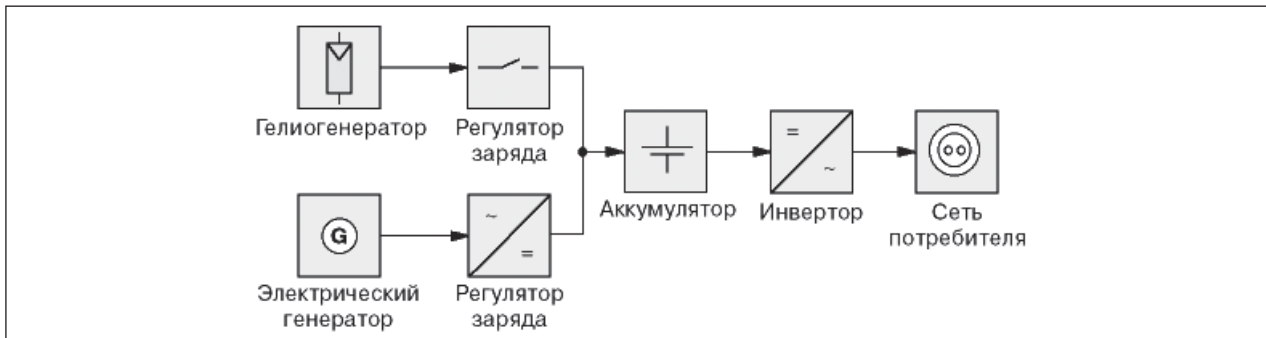 Гелиогенератор
Регулятор
заряда
Аккумулятор
=
~
Инвертор
Сеть
потребителя
G
Электрический
генератор
~
=
Регулятор
заряда